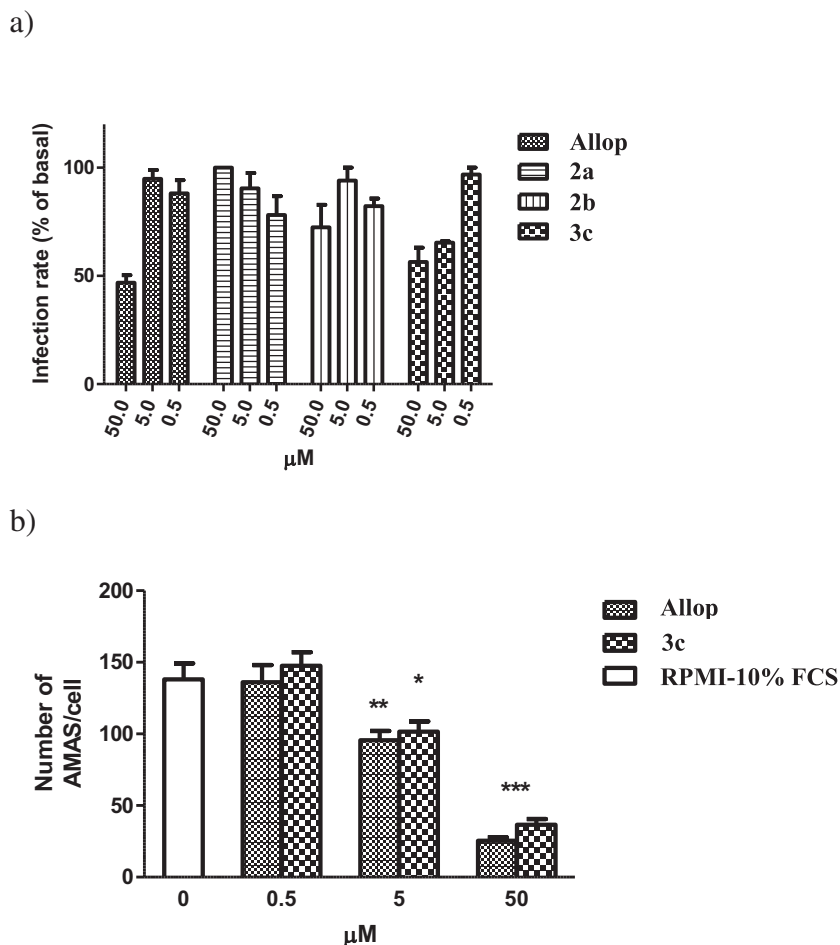 a)
Infection rate (% of basal)
100
50
0
50.0 5.0 0.5 50.0 5.0 0.5 50.0 5.0 0.5 50.0 5.0 0.5
μM
Allop
2a
2b
3c
b)
Number of
AMAS/cell
200
150
100
50
0
** * ***
0 0.5 5 50
μM
Allop
3c
RPMI-10% FCS